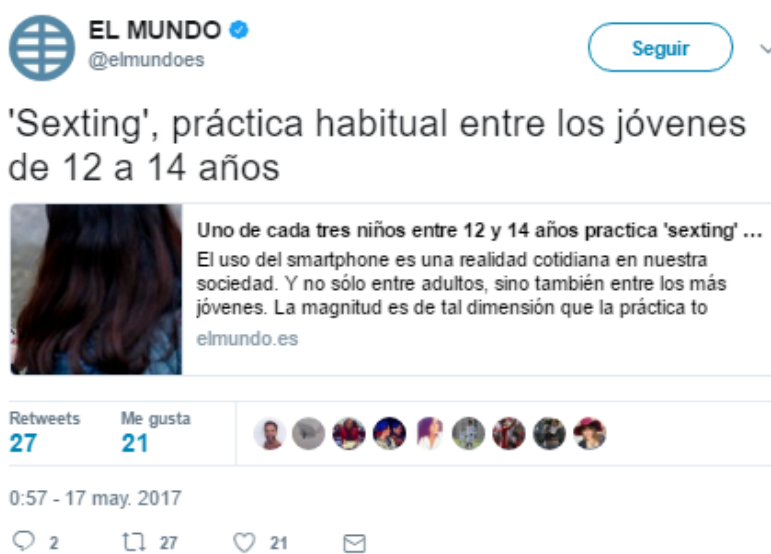 EL MUNDO
@elmundoes
Seguir
'Sexting', práctica habitual entre los jóvenes
de 12 a 14 años
Uno de cada tres niños entre 12 y 14 años practica 'sexting' ...
El uso del smartphone es una realidad cotidiana en nuestra
sociedad. Y no sólo entre adultos, sino también entre los más
jóvenes. La magnitud es de tal dimensión que la práctica to
elmundo.es
Retweets Me gusta
27 21
0:57 - 17 may. 2017
2 27 21